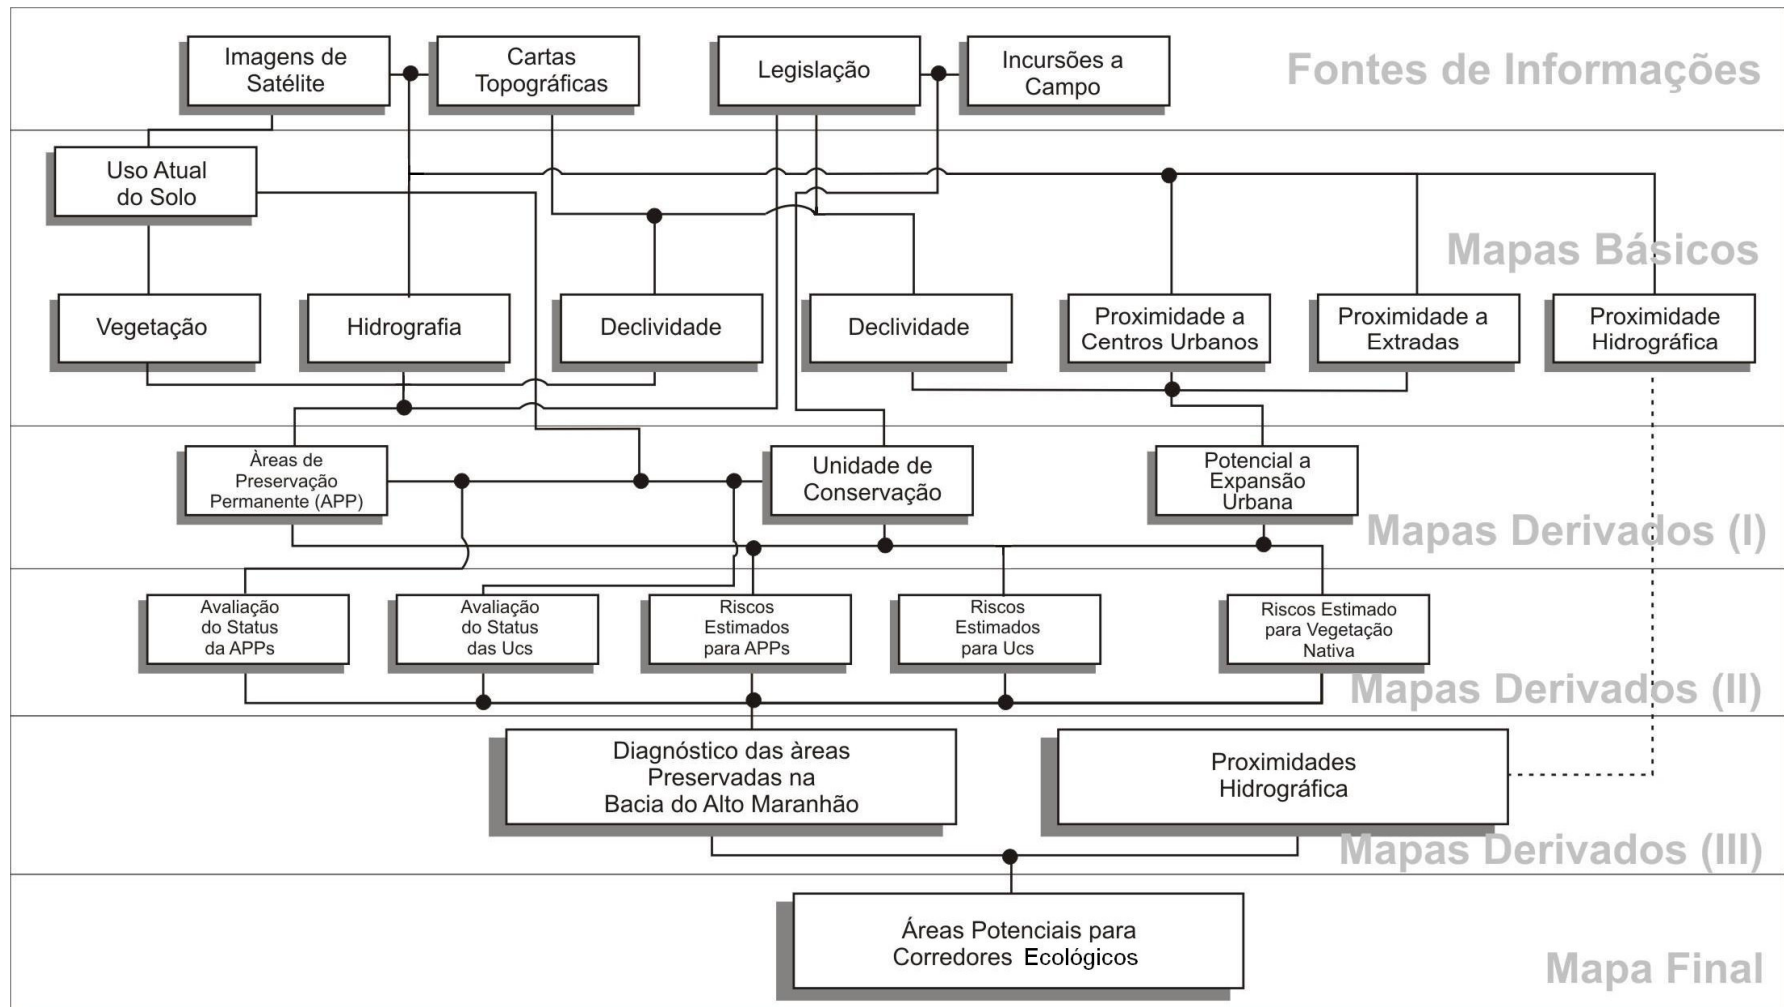 Imagens de
Satélite
Cartas
Topográficas
Legislação
Incursões a
Campo
Fontes de Informações
Uso Atual
do Solo
Mapas Básicos
Vegetação
Hidrografia
Declividade
Declividade
Proximidade a
Centros Urbanos
Proximidade a
Extradas
Proximidade
Hidrográfica
Àreas de
Preservação
Permanente (APP)
Unidade de
Conservação
Potencial a
Expansão
Urbana
Mapas Derivados (I)
Avaliação
do Status
da APPs
Avaliação
do Status
das Ucs
Riscos
Estimados
para APPs
Riscos
Estimados
para Ucs
Riscos Estimado
para Vegetação
Nativa
Mapas Derivados (II)
Diagnóstico das àreas
Preservadas na
Bacia do Alto Maranhão
Proximidades
Hidrográfica
Mapas Derivados (III)
Áreas Potenciais para
Corredores Ecológicos
Mapa Final